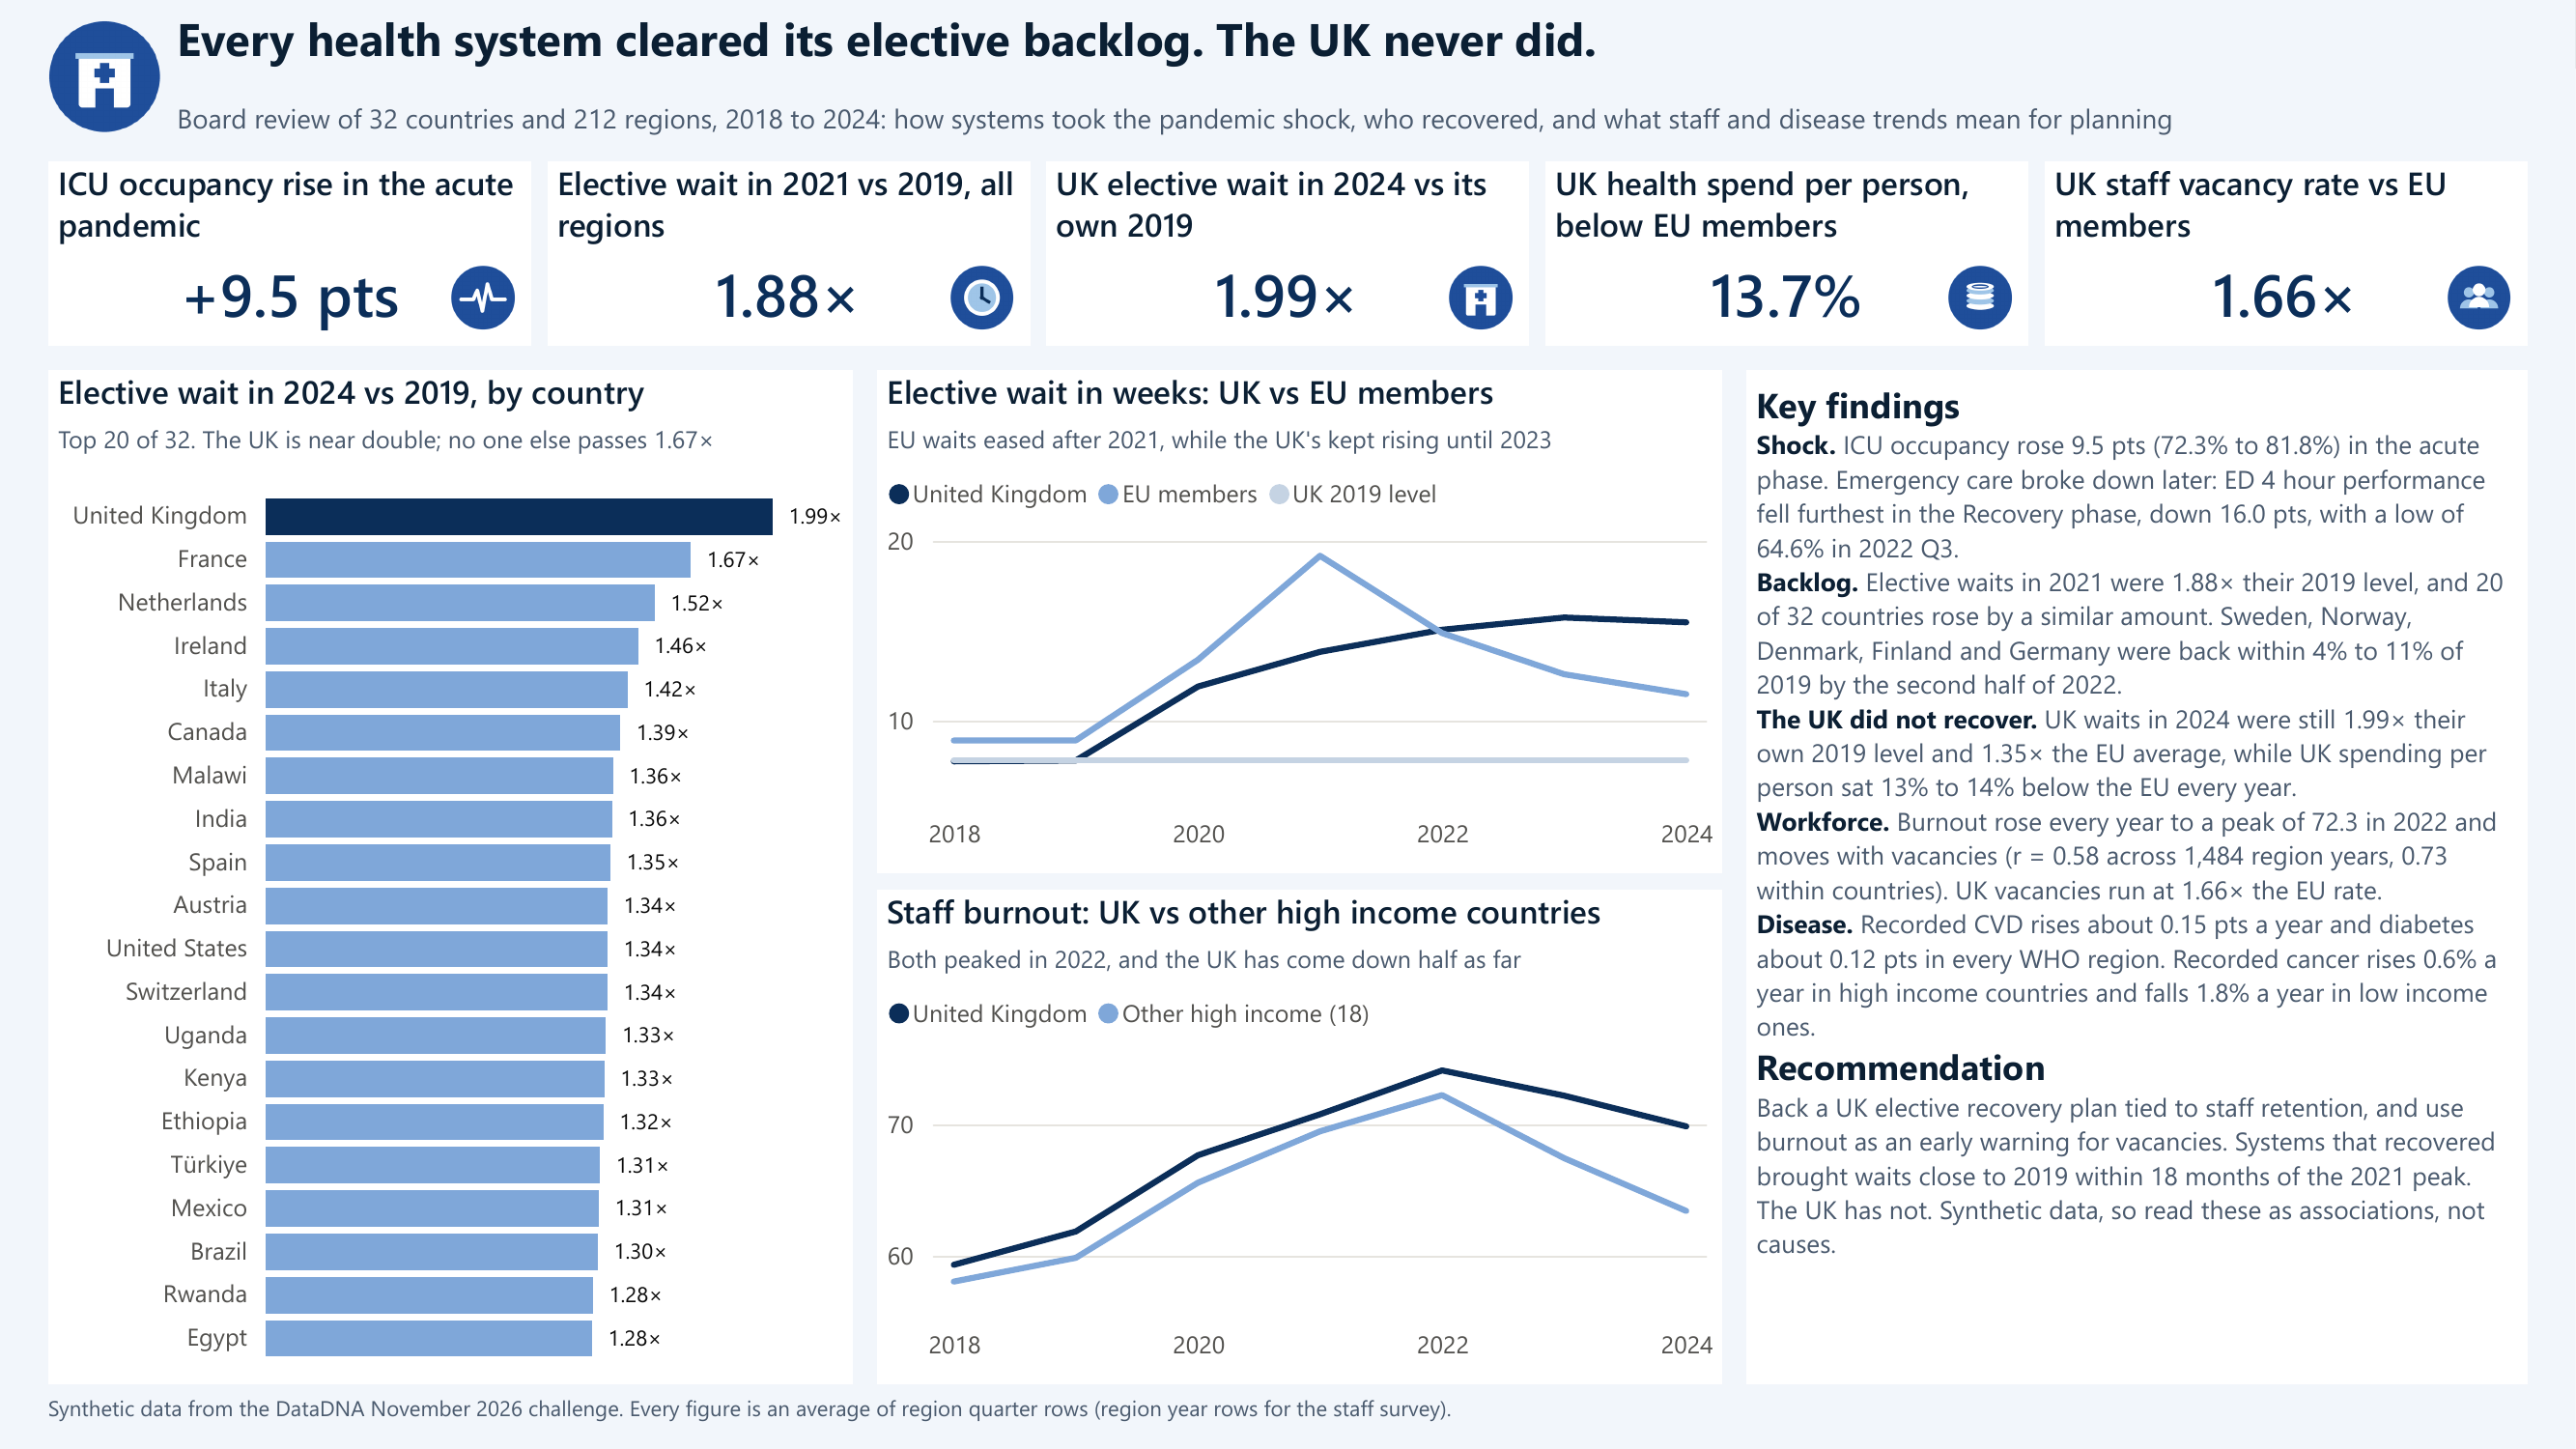 Every health system cleared its elective backlog. The UK never did.
Board review of 32 countries and 212 regions, 2018 to 2024: how systems took the pandemic shock, who recovered, and what staff and disease trends mean for planning
ICU occupancy rise in the acute
pandemic
+9.5 pts
Elective wait in 2021 vs 2019, all
regions
1.88×
UK elective wait in 2024 vs its
own 2019
1.99×
UK health spend per person,
below EU members
13.7%
UK staff vacancy rate vs EU
members
1.66×
Elective wait in 2024 vs 2019, by country
Top 20 of 32. The UK is near double; no one else passes 1.67×
United Kingdom 1.99×
France 1.67×
Netherlands 1.52×
Ireland 1.46×
Italy 1.42×
Canada 1.39×
Malawi 1.36×
India 1.36×
Spain 1.35×
Austria 1.34×
United States 1.34×
Switzerland 1.34×
Uganda 1.33×
Kenya 1.33×
Ethiopia 1.32×
Türkiye 1.31×
Mexico 1.31×
Brazil 1.30×
Rwanda 1.28×
Egypt 1.28×
Elective wait in weeks: UK vs EU members
EU waits eased after 2021, while the UK's kept rising until 2023
United Kingdom EU members UK 2019 level
20
10
2018 2020 2022 2024
Staff burnout: UK vs other high income countries
Both peaked in 2022, and the UK has come down half as far
United Kingdom Other high income (18)
70
60
2018 2020 2022 2024
Key findings
Shock. ICU occupancy rose 9.5 pts (72.3% to 81.8%) in the acute
phase. Emergency care broke down later: ED 4 hour performance
fell furthest in the Recovery phase, down 16.0 pts, with a low of
64.6% in 2022 Q3.
Backlog. Elective waits in 2021 were 1.88× their 2019 level, and 20
of 32 countries rose by a similar amount. Sweden, Norway,
Denmark, Finland and Germany were back within 4% to 11% of
2019 by the second half of 2022.
The UK did not recover. UK waits in 2024 were still 1.99× their
own 2019 level and 1.35× the EU average, while UK spending per
person sat 13% to 14% below the EU every year.
Workforce. Burnout rose every year to a peak of 72.3 in 2022 and
moves with vacancies (r = 0.58 across 1,484 region years, 0.73
within countries). UK vacancies run at 1.66× the EU rate.
Disease. Recorded CVD rises about 0.15 pts a year and diabetes
about 0.12 pts in every WHO region. Recorded cancer rises 0.6% a
year in high income countries and falls 1.8% a year in low income
ones.
Recommendation
Back a UK elective recovery plan tied to staff retention, and use
burnout as an early warning for vacancies. Systems that recovered
brought waits close to 2019 within 18 months of the 2021 peak.
The UK has not. Synthetic data, so read these as associations, not
causes.
Synthetic data from the DataDNA November 2026 challenge. Every figure is an average of region quarter rows (region year rows for the staff survey).